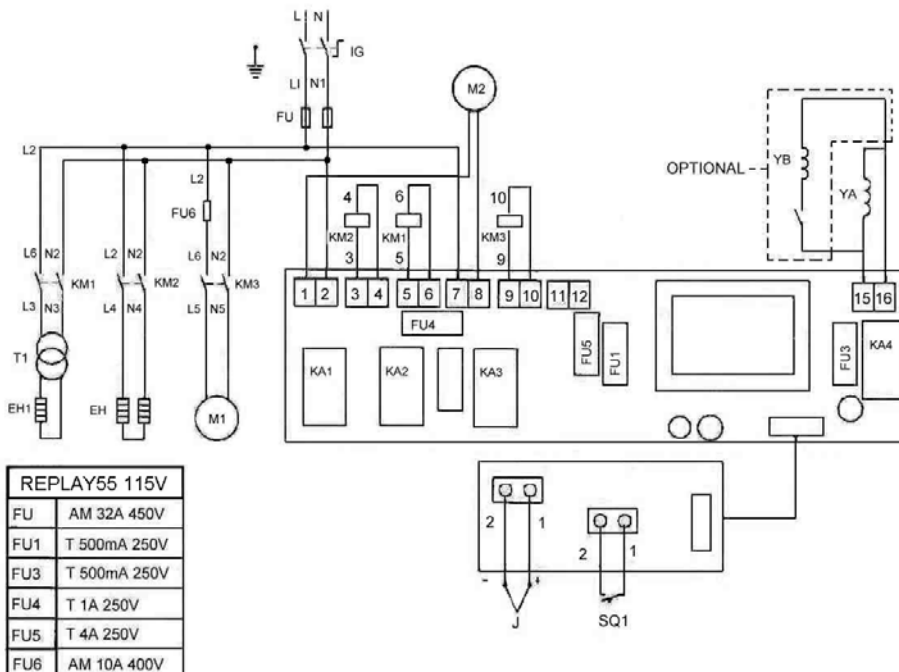 L N
IG
LI N1
FU
M2
L2
L2
FU6
OPTIONAL
YB
YA
4 6 10
KM2 KM1 KM3
3 5 9
L6 N2 L2 N2 L6 N2
KM1 KM2 KM3
L3 N3 L4 N4 L5 N5
1 2 3 4 5 6 7 8 9 10 11 12 15 16
FU4
FU5
FU1
FU3
KA4
T1
KA1 KA2 KA3
EH1 EH M1
REPLAY55 115V
FU AM 32A 450V
FU1 T 500mA 250V
FU3 T 500mA 250V
FU4 T 1A 250V
FU5 T 4A 250V
FU6 AM 10A 400V
2 1
2 1
- +
J
SQ1